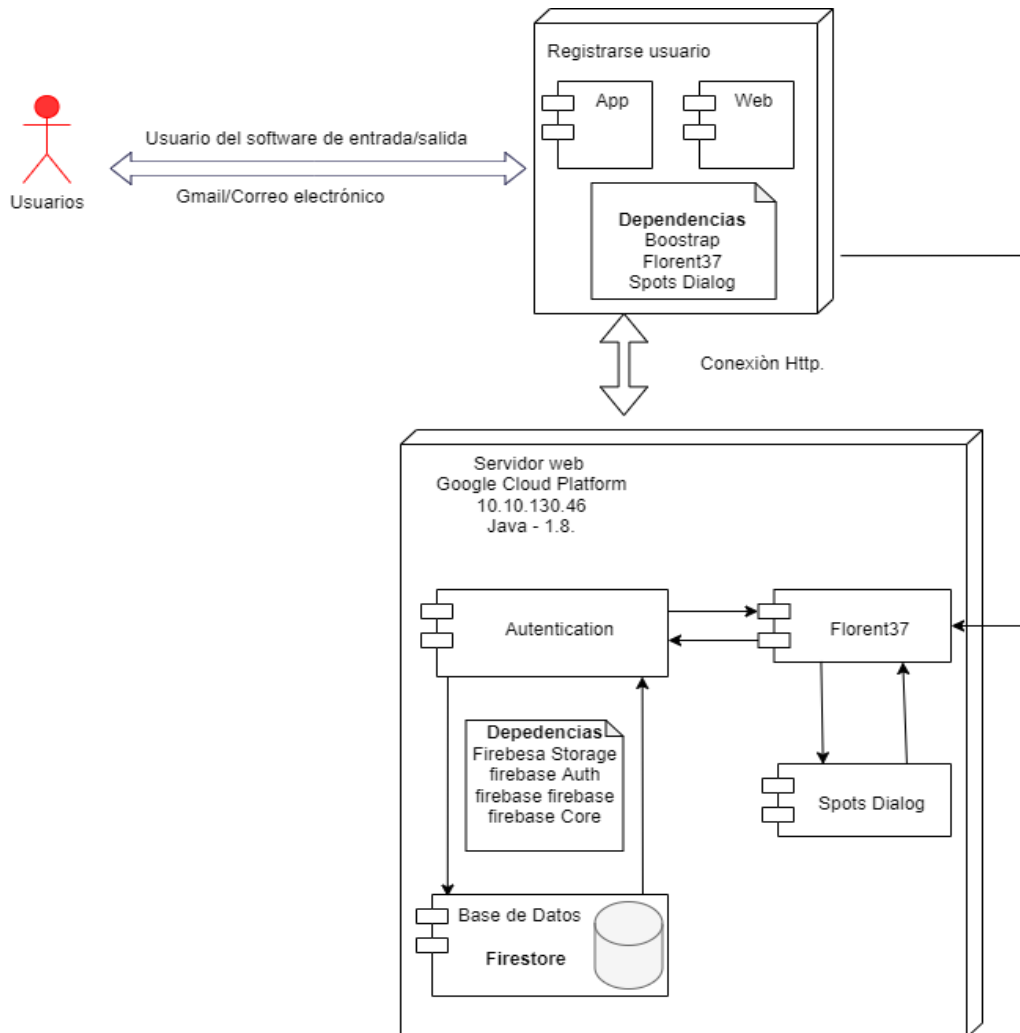 Registrarse usuario
App
Web
Usuario del software de entrada/salida
Gmail/Correo electrónico
Usuarios
Dependencias
Boostrap
Florent37
Spots Dialog
Conexiòn Http.
Servidor web
Google Cloud Platform
10.10.130.46
Java - 1.8.
Autentication
Florent37
Depedencias
Firebesa Storage
firebase Auth
firebase firebase
firebase Core
Spots Dialog
Base de Datos
Firestore